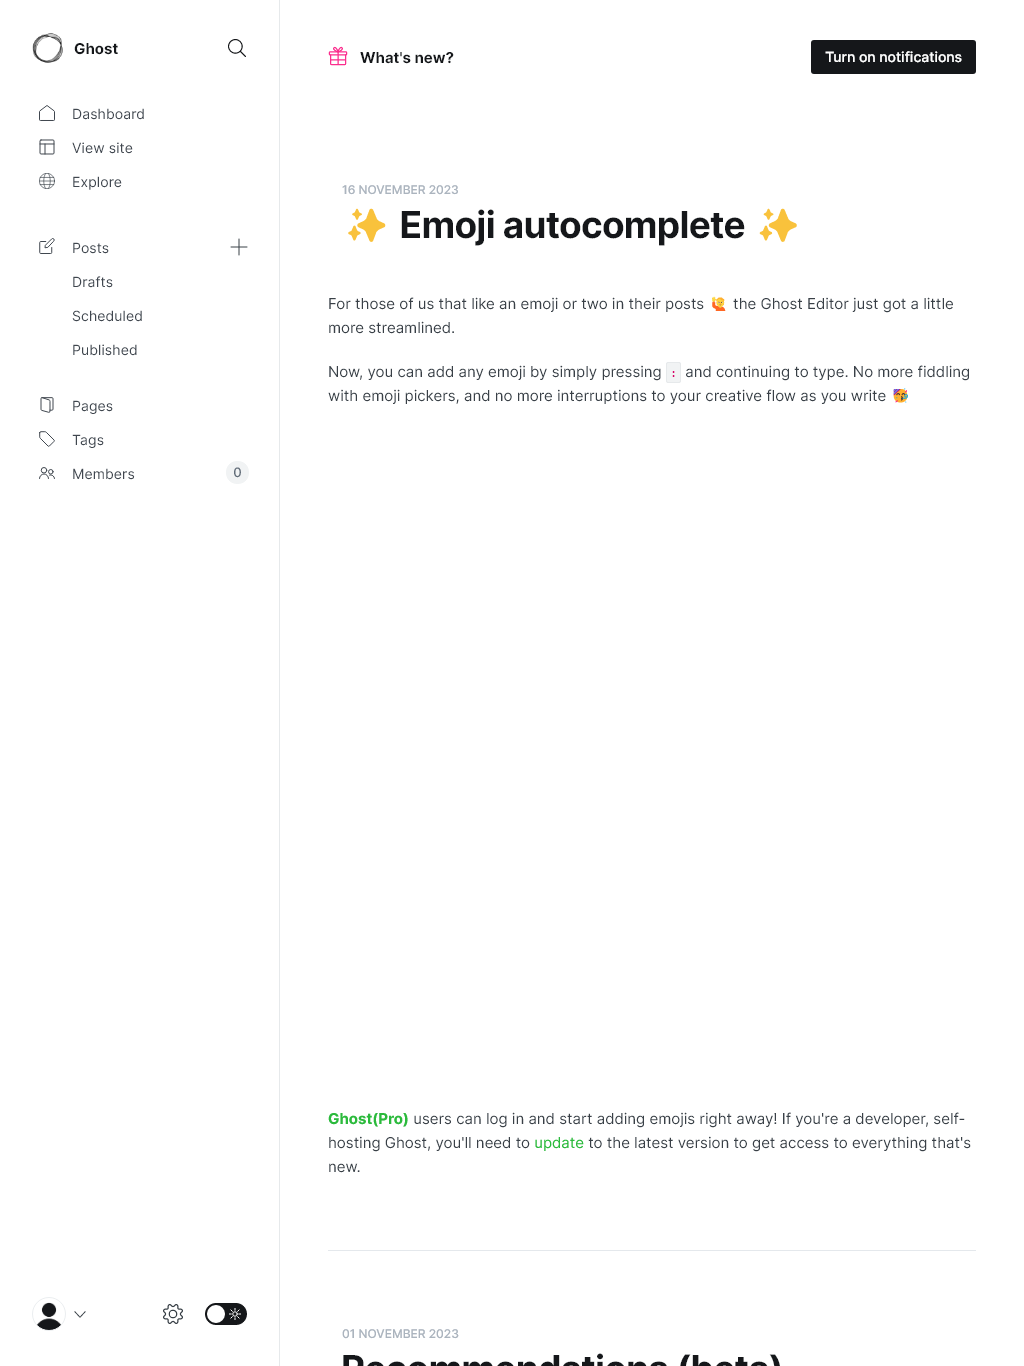 Ghost
Dashboard
View site
Explore
Posts
Drafts
Scheduled
Published
Pages
Tags
Members 0
What's new?
Turn on notifications
16 NOVEMBER 2023
✨ Emoji autocomplete ✨
For those of us that like an emoji or two in their posts the Ghost Editor just got a little
more streamlined.
Now, you can add any emoji by simply pressing : and continuing to type. No more fiddling
with emoji pickers, and no more interruptions to your creative flow as you write
Ghost(Pro) users can log in and start adding emojis right away! If you're a developer, self-
hosting Ghost, you'll need to update to the latest version to get access to everything that's
new.
01 NOVEMBER 2023
Recommendations (beta)